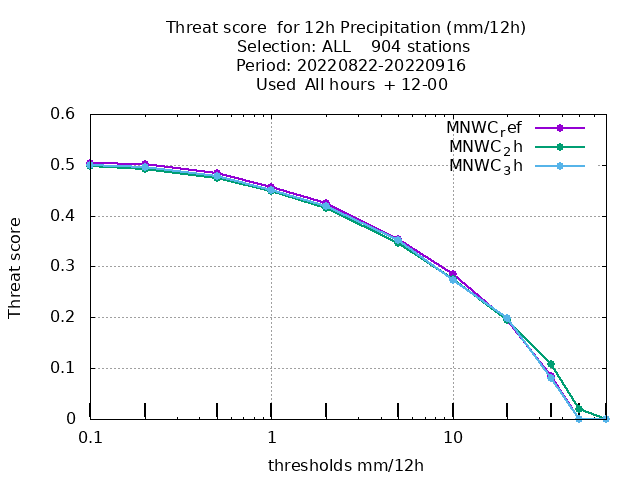 Threat score  for 12h Precipitation (mm/12h)
Selection: ALL    904 stations
Period: 20220822-20220916
Used  All hours  + 12-00
0.6
MNWC_ref
MNWC_2h
MNWC_3h
0.5
0.4
0.3
0.2
0.1
0
Threat score
0.1 1 10
thresholds mm/12h